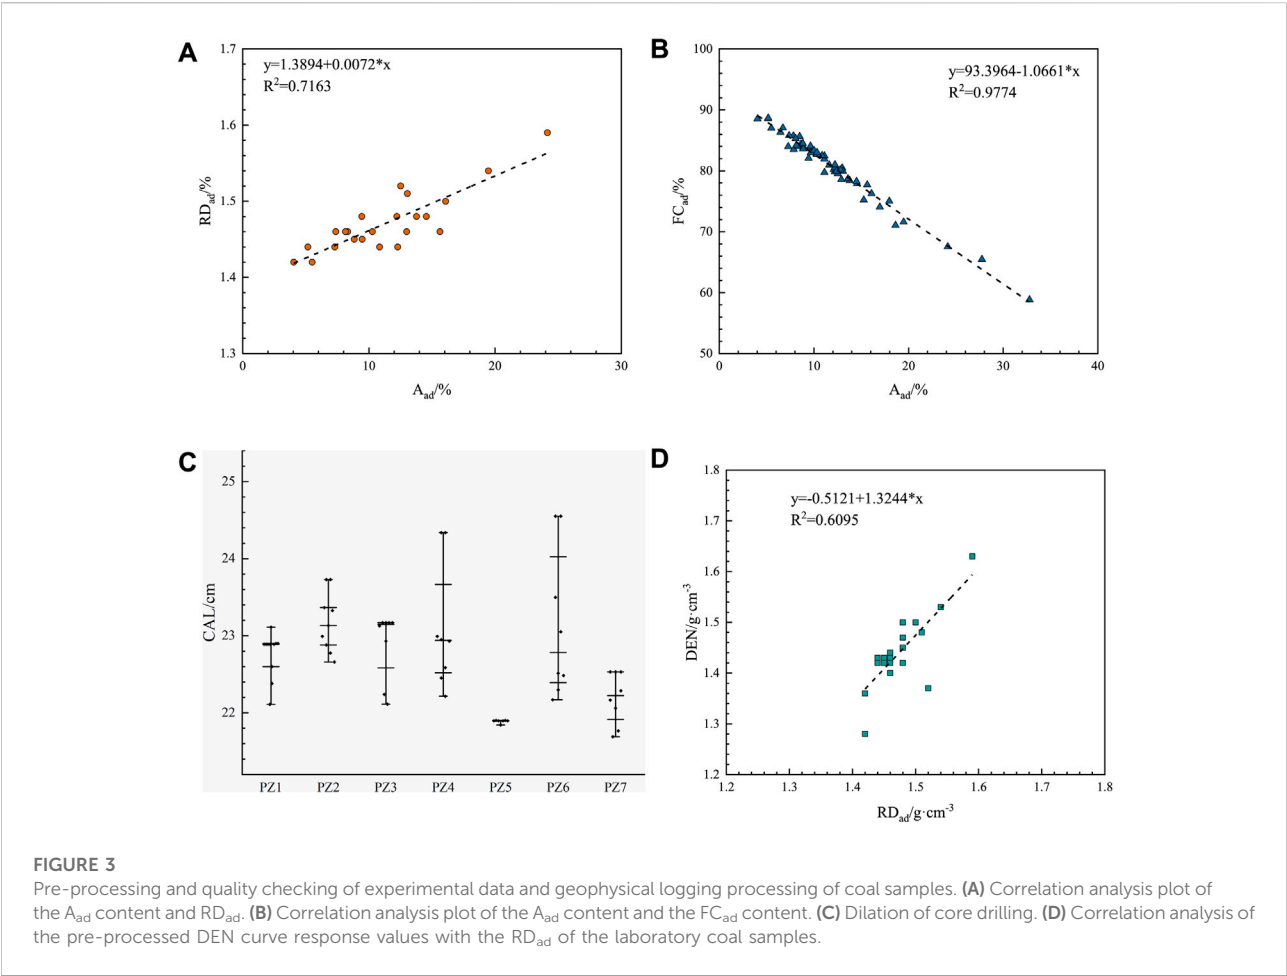 A
1.7
1.6
1.5
1.4
1.3
RDad/%
y=1.3894+0.0072*x
R²=0.7163
0 10 20 30
Aad/%
B
100
90
80
70
60
50
FCad/%
y=93.3964-1.0661*x
R²=0.9774
0 10 20 30 40
Aad/%
C
25
24
23
22
CAL/cm
PZ1 PZ2 PZ3 PZ4 PZ5 PZ6 PZ7
D
1.8
1.7
1.6
1.5
1.4
1.3
1.2
DEN/g·cm⁻³
y=-0.5121+1.3244*x
R²=0.6095
1.2 1.3 1.4 1.5 1.6 1.7 1.8
RDad/g·cm⁻³
FIGURE 3
Pre-processing and quality checking of experimental data and geophysical logging processing of coal samples. (A) Correlation analysis plot of
the Aad content and RDad. (B) Correlation analysis plot of the Aad content and the FCad content. (C) Dilation of core drilling. (D) Correlation analysis of
the pre-processed DEN curve response values with the RDad of the laboratory coal samples.